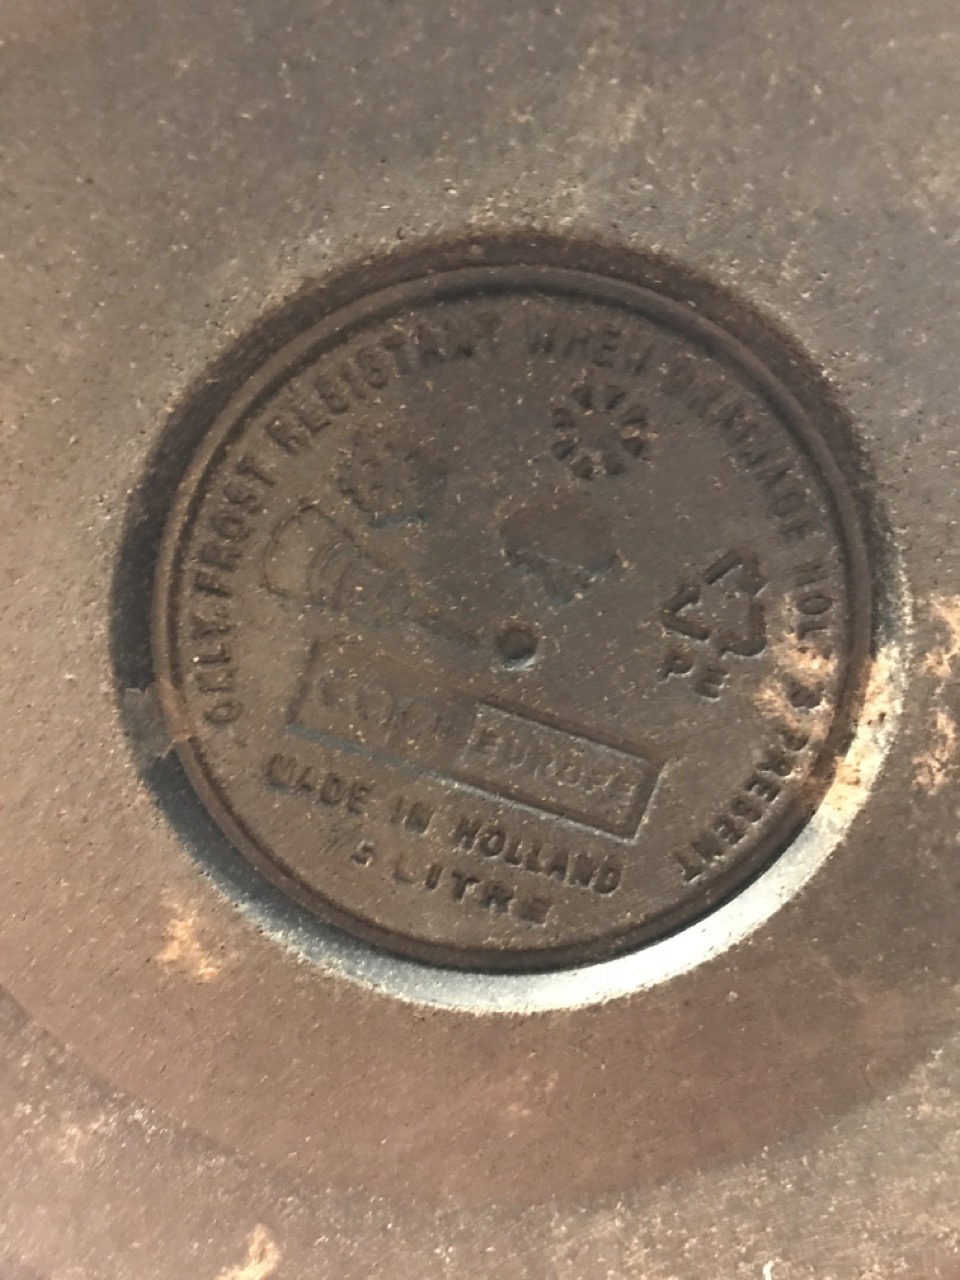 ONLY FROST RESISTANT WHEN DRAINAGE HOLE IS PRESENT
PE
EUROPE
MADE IN HOLLAND
LITRE